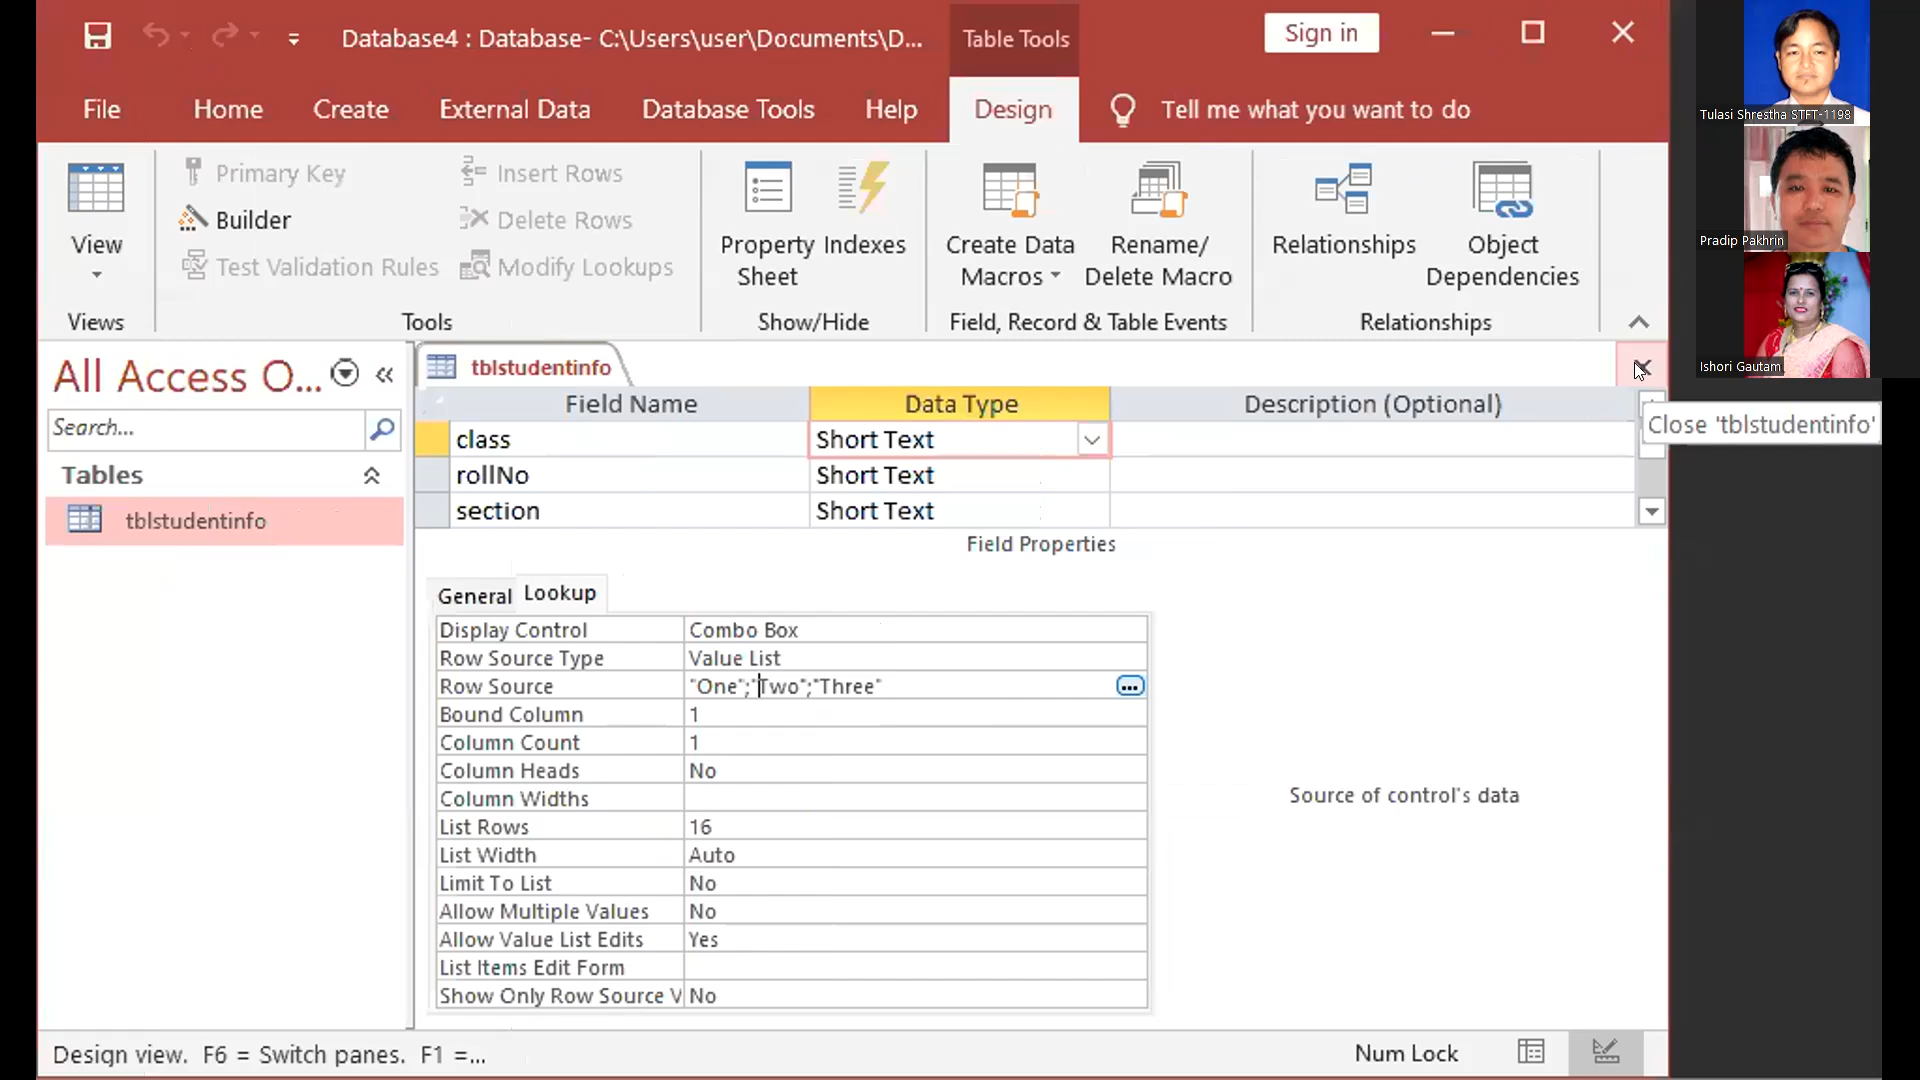 Database4 : Database- C:\Users\user\Documents\D...
Table Tools
Sign in
File
Home
Create
External Data
Database Tools
Help
Design
Tell me what you want to do
View
Views
Primary Key
Builder
Test Validation Rules
Insert Rows
Delete Rows
Modify Lookups
Tools
Property Sheet
Indexes
Show/Hide
Create Data Macros
Rename/ Delete Macro
Field, Record & Table Events
Relationships
Object Dependencies
Relationships
Tulasi Shrestha STFT-1198
Pradip Pakhrin
Ishori Gautam
All Access O...
Search...
Tables
tblstudentinfo
tblstudentinfo
Close 'tblstudentinfo'
Field Name Data Type Description (Optional)
class Short Text
rollNo Short Text
section Short Text
Field Properties
General Lookup
Display Control Combo Box
Row Source Type Value List
Row Source "One";"Two";"Three"
Bound Column 1
Column Count 1
Column Heads No
Column Widths
List Rows 16
List Width Auto
Limit To List No
Allow Multiple Values No
Allow Value List Edits Yes
List Items Edit Form
Show Only Row Source V No
Source of control's data
Design view. F6 = Switch panes. F1 =...
Num Lock